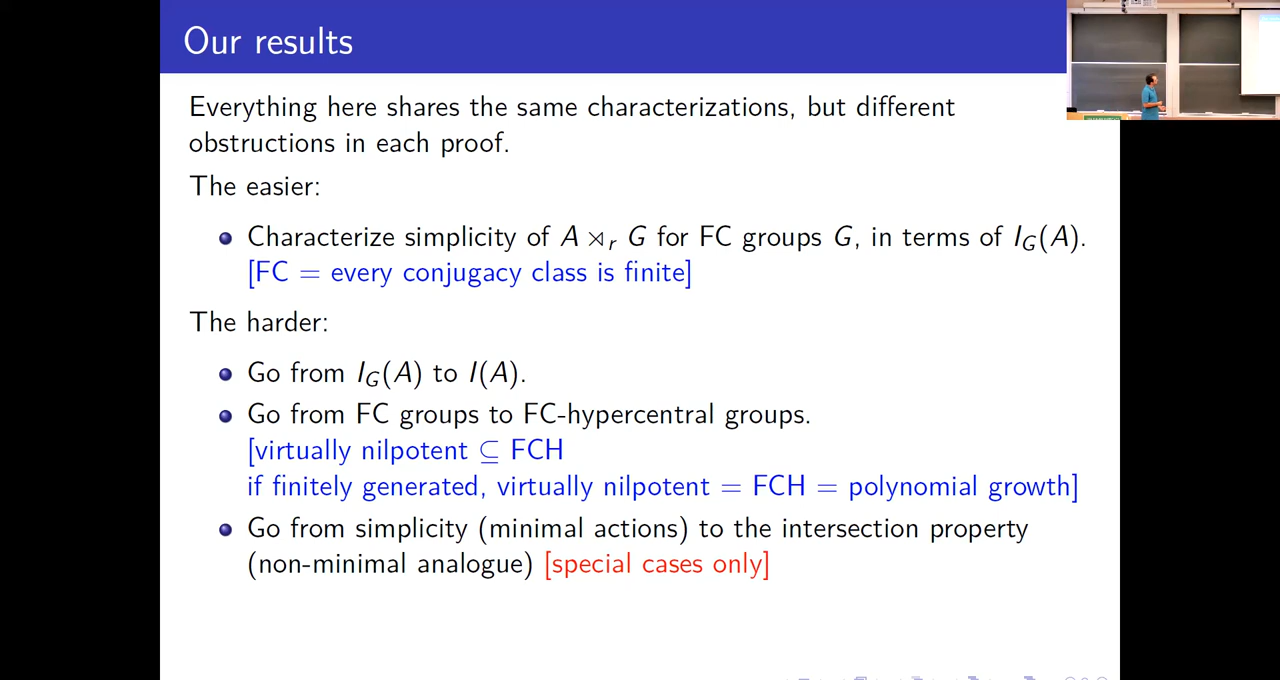 Our results
Everything here shares the same characterizations, but different
obstructions in each proof.
The easier:
Characterize simplicity of A ⋊r G for FC groups G, in terms of IG(A).
[FC = every conjugacy class is finite]
The harder:
Go from IG(A) to I(A).
Go from FC groups to FC-hypercentral groups.
[virtually nilpotent ⊆ FCH
if finitely generated, virtually nilpotent = FCH = polynomial growth]
Go from simplicity (minimal actions) to the intersection property
(non-minimal analogue) [special cases only]